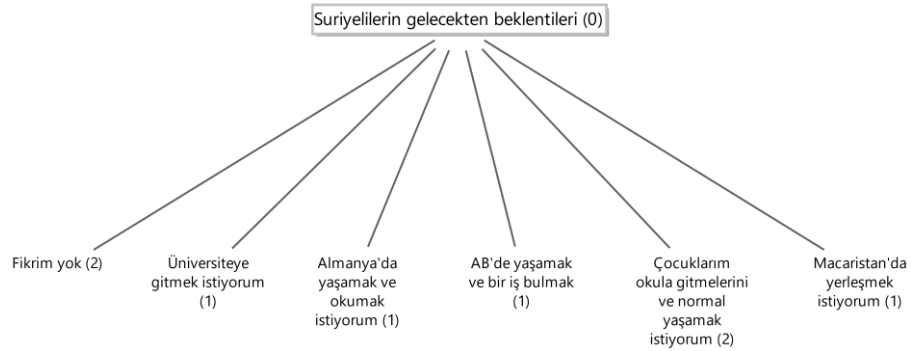 Suriyelilerin gelecekten beklentileri (0)
Fikrim yok (2)
Üniversiteye
gitmek istiyorum
(1)
Almanya'da
yaşamak ve
okumak
istiyorum (1)
AB'de yaşamak
ve bir iş bulmak
(1)
Çocuklarım
okula gitmelerini
ve normal
yaşamak
istiyorum (2)
Macaristan'da
yerleşmek
istiyorum (1)